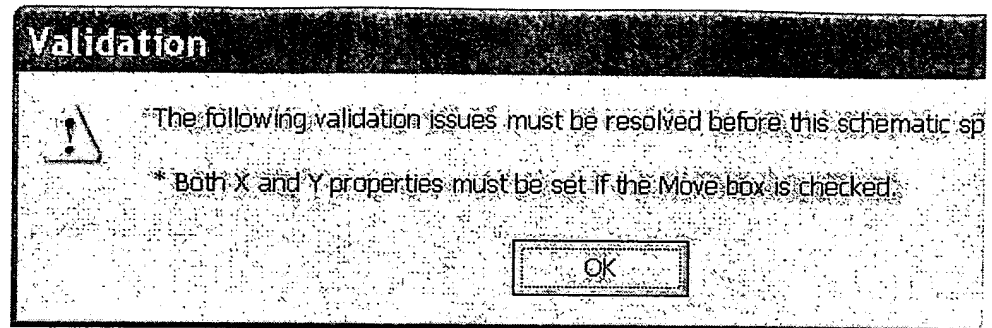 Validation
The following validation issues must be resolved before this schematic sp
* Both X and Y properties must be set if the Move box is checked.
OK